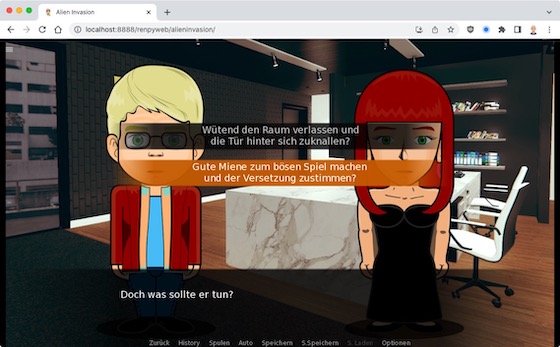 Alien Invasion
localhost:8888/renpyweb/alieninvasion/
Wütend den Raum verlassen und
die Tür hinter sich zuknallen?
Gute Miene zum bösen Spiel machen
und der Versetzung zustimmen?
Doch was sollte er tun?
Zurück History Spulen Auto Speichern S.Speichern S. Laden Optionen